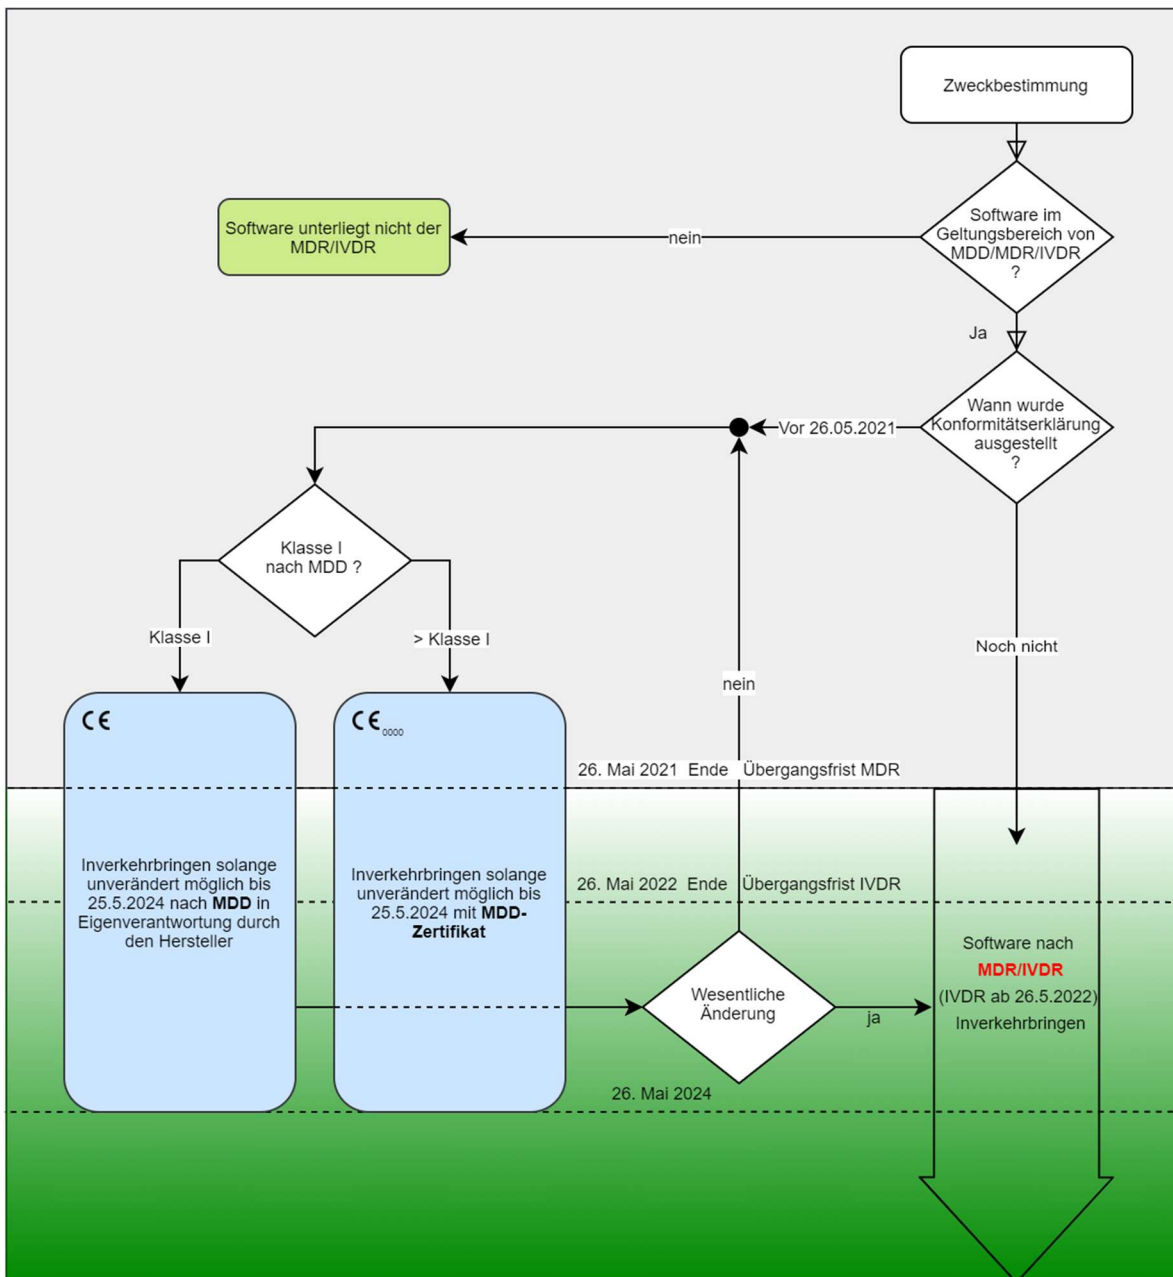 Zweckbestimmung
Software im
Geltungsbereich von
MDD/MDR/IVDR
?
nein
Software unterliegt nicht der
MDR/IVDR
Ja
Wann wurde
Konformitätserklärung
ausgestellt
?
Vor 26.05.2021
Klasse I
nach MDD ?
Klasse I
> Klasse I
Noch nicht
nein
CE
CE 0000
26. Mai 2021 Ende Übergangsfrist MDR
Inverkehrbringen solange
unverändert möglich bis
25.5.2024 nach MDD in
Eigenverantwortung durch
den Hersteller
Inverkehrbringen solange
unverändert möglich bis
25.5.2024 mit MDD-
Zertifikat
26. Mai 2022 Ende Übergangsfrist IVDR
Wesentliche
Änderung
ja
Software nach
MDR/IVDR
(IVDR ab 26.5.2022)
Inverkehrbringen
26. Mai 2024